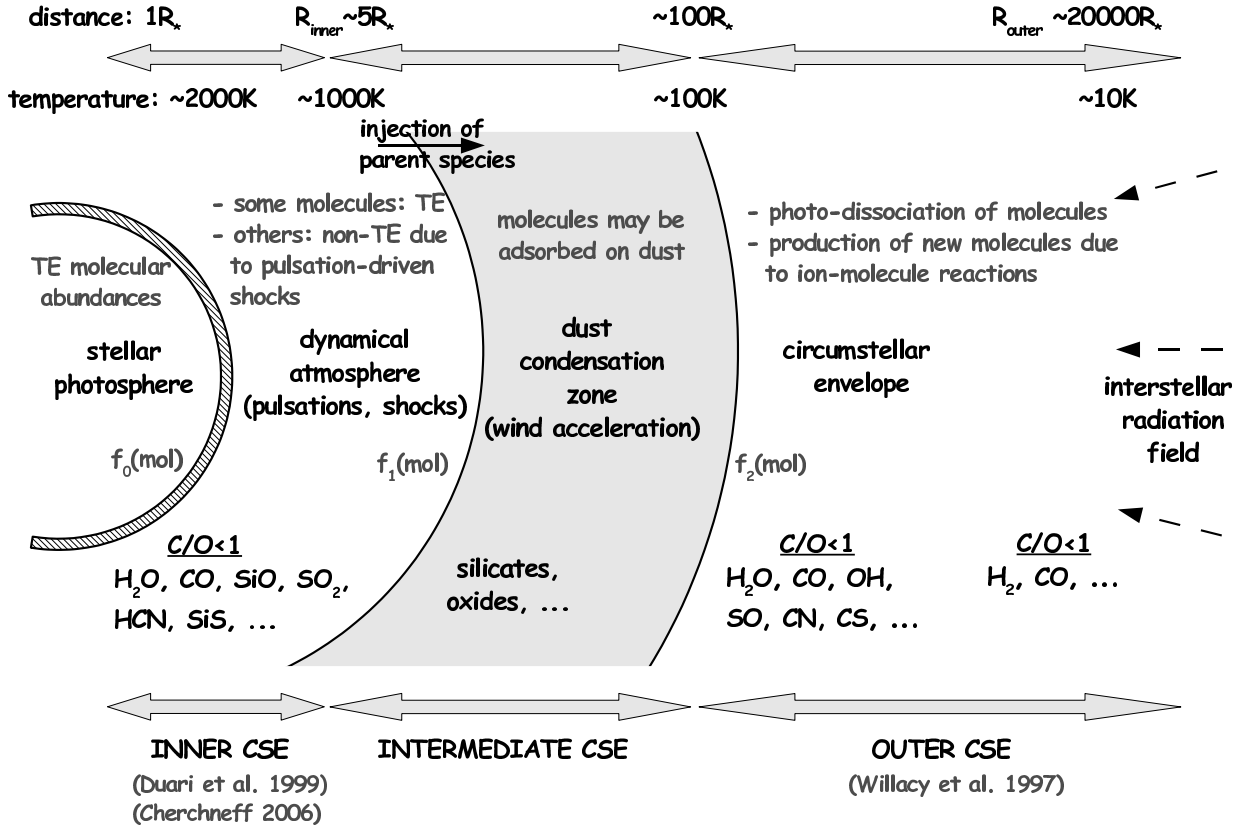 distance: 1R* R_inner~5R* ~100R* R_outer ~20000R*
temperature: ~2000K ~1000K ~100K ~10K
injection of
parent species
- some molecules: TE
- others: non-TE due
to pulsation-driven
shocks
molecules may be
adsorbed on dust
- photo-dissociation of molecules
- production of new molecules due
to ion-molecule reactions
TE molecular
abundances
stellar
photosphere
dynamical
atmosphere
(pulsations, shocks)
dust
condensation
zone
(wind acceleration)
circumstellar
envelope
interstellar
radiation
field
f₀(mol)
f₁(mol)
f₂(mol)
C/O<1
H₂O, CO, SiO, SO₂,
HCN, SiS, ...
silicates,
oxides, ...
C/O<1
H₂O, CO, OH,
SO, CN, CS, ...
C/O<1
H₂, CO, ...
INNER CSE
(Duari et al. 1999)
(Cherchneff 2006)
INTERMEDIATE CSE
OUTER CSE
(Willacy et al. 1997)